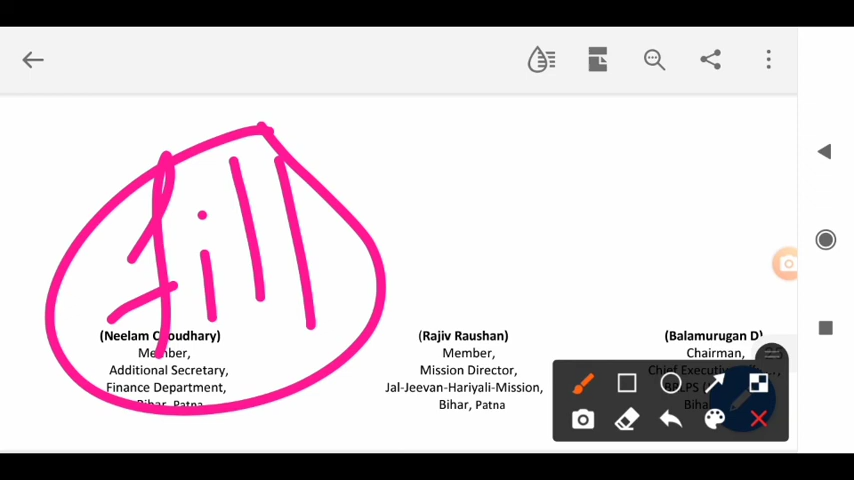 fill
(Neelam Choudhary)
Member,
Additional Secretary,
Finance Department,
Bihar, Patna
(Rajiv Raushan)
Member,
Mission Director,
Jal-Jeevan-Hariyali-Mission,
Bihar, Patna
(Balamurugan D)
Chairman,
Chief